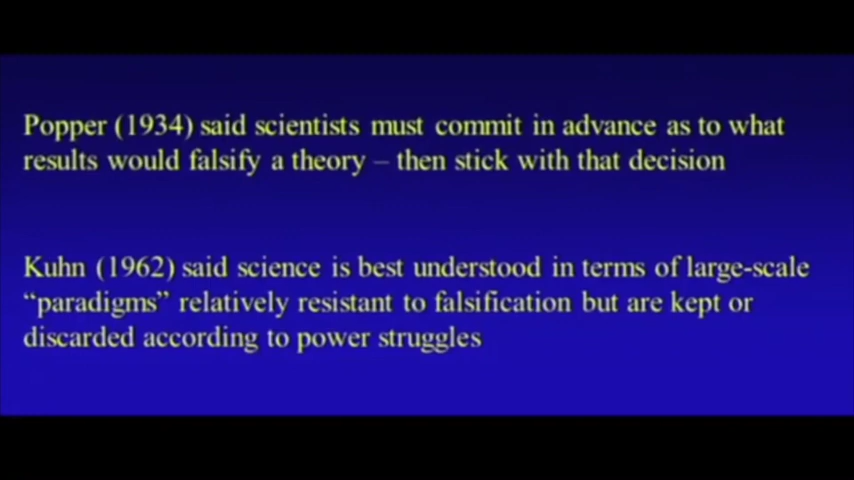 Popper (1934) said scientists must commit in advance as to what
results would falsify a theory – then stick with that decision
Kuhn (1962) said science is best understood in terms of large-scale
“paradigms” relatively resistant to falsification but are kept or
discarded according to power struggles